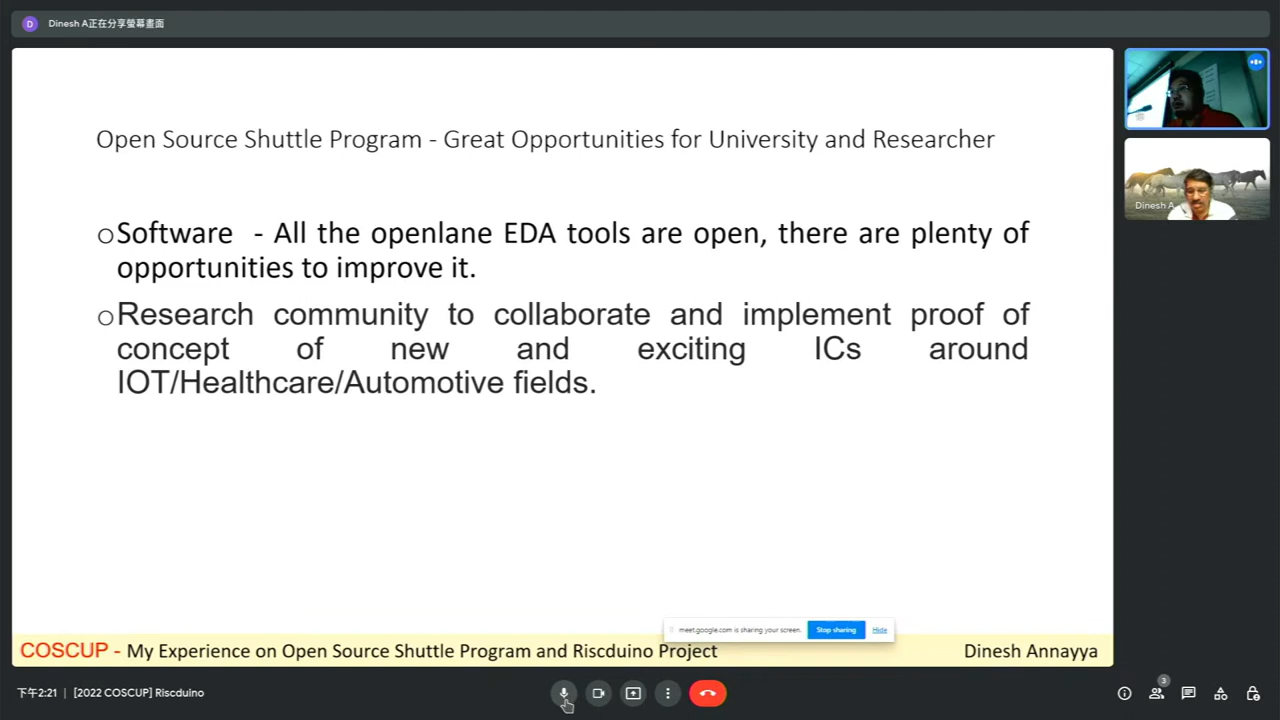 D Dinesh A正在分享螢幕畫面
Open Source Shuttle Program - Great Opportunities for University and Researcher
oSoftware - All the openlane EDA tools are open, there are plenty of
opportunities to improve it.
oResearch community to collaborate and implement proof of
concept of new and exciting ICs around
IOT/Healthcare/Automotive fields.
Dinesh A
meet.google.com is sharing your screen. Stop sharing Hide
COSCUP - My Experience on Open Source Shuttle Program and Riscduino Project Dinesh Annayya
下午2:21 | [2022 COSCUP] Riscduino
3